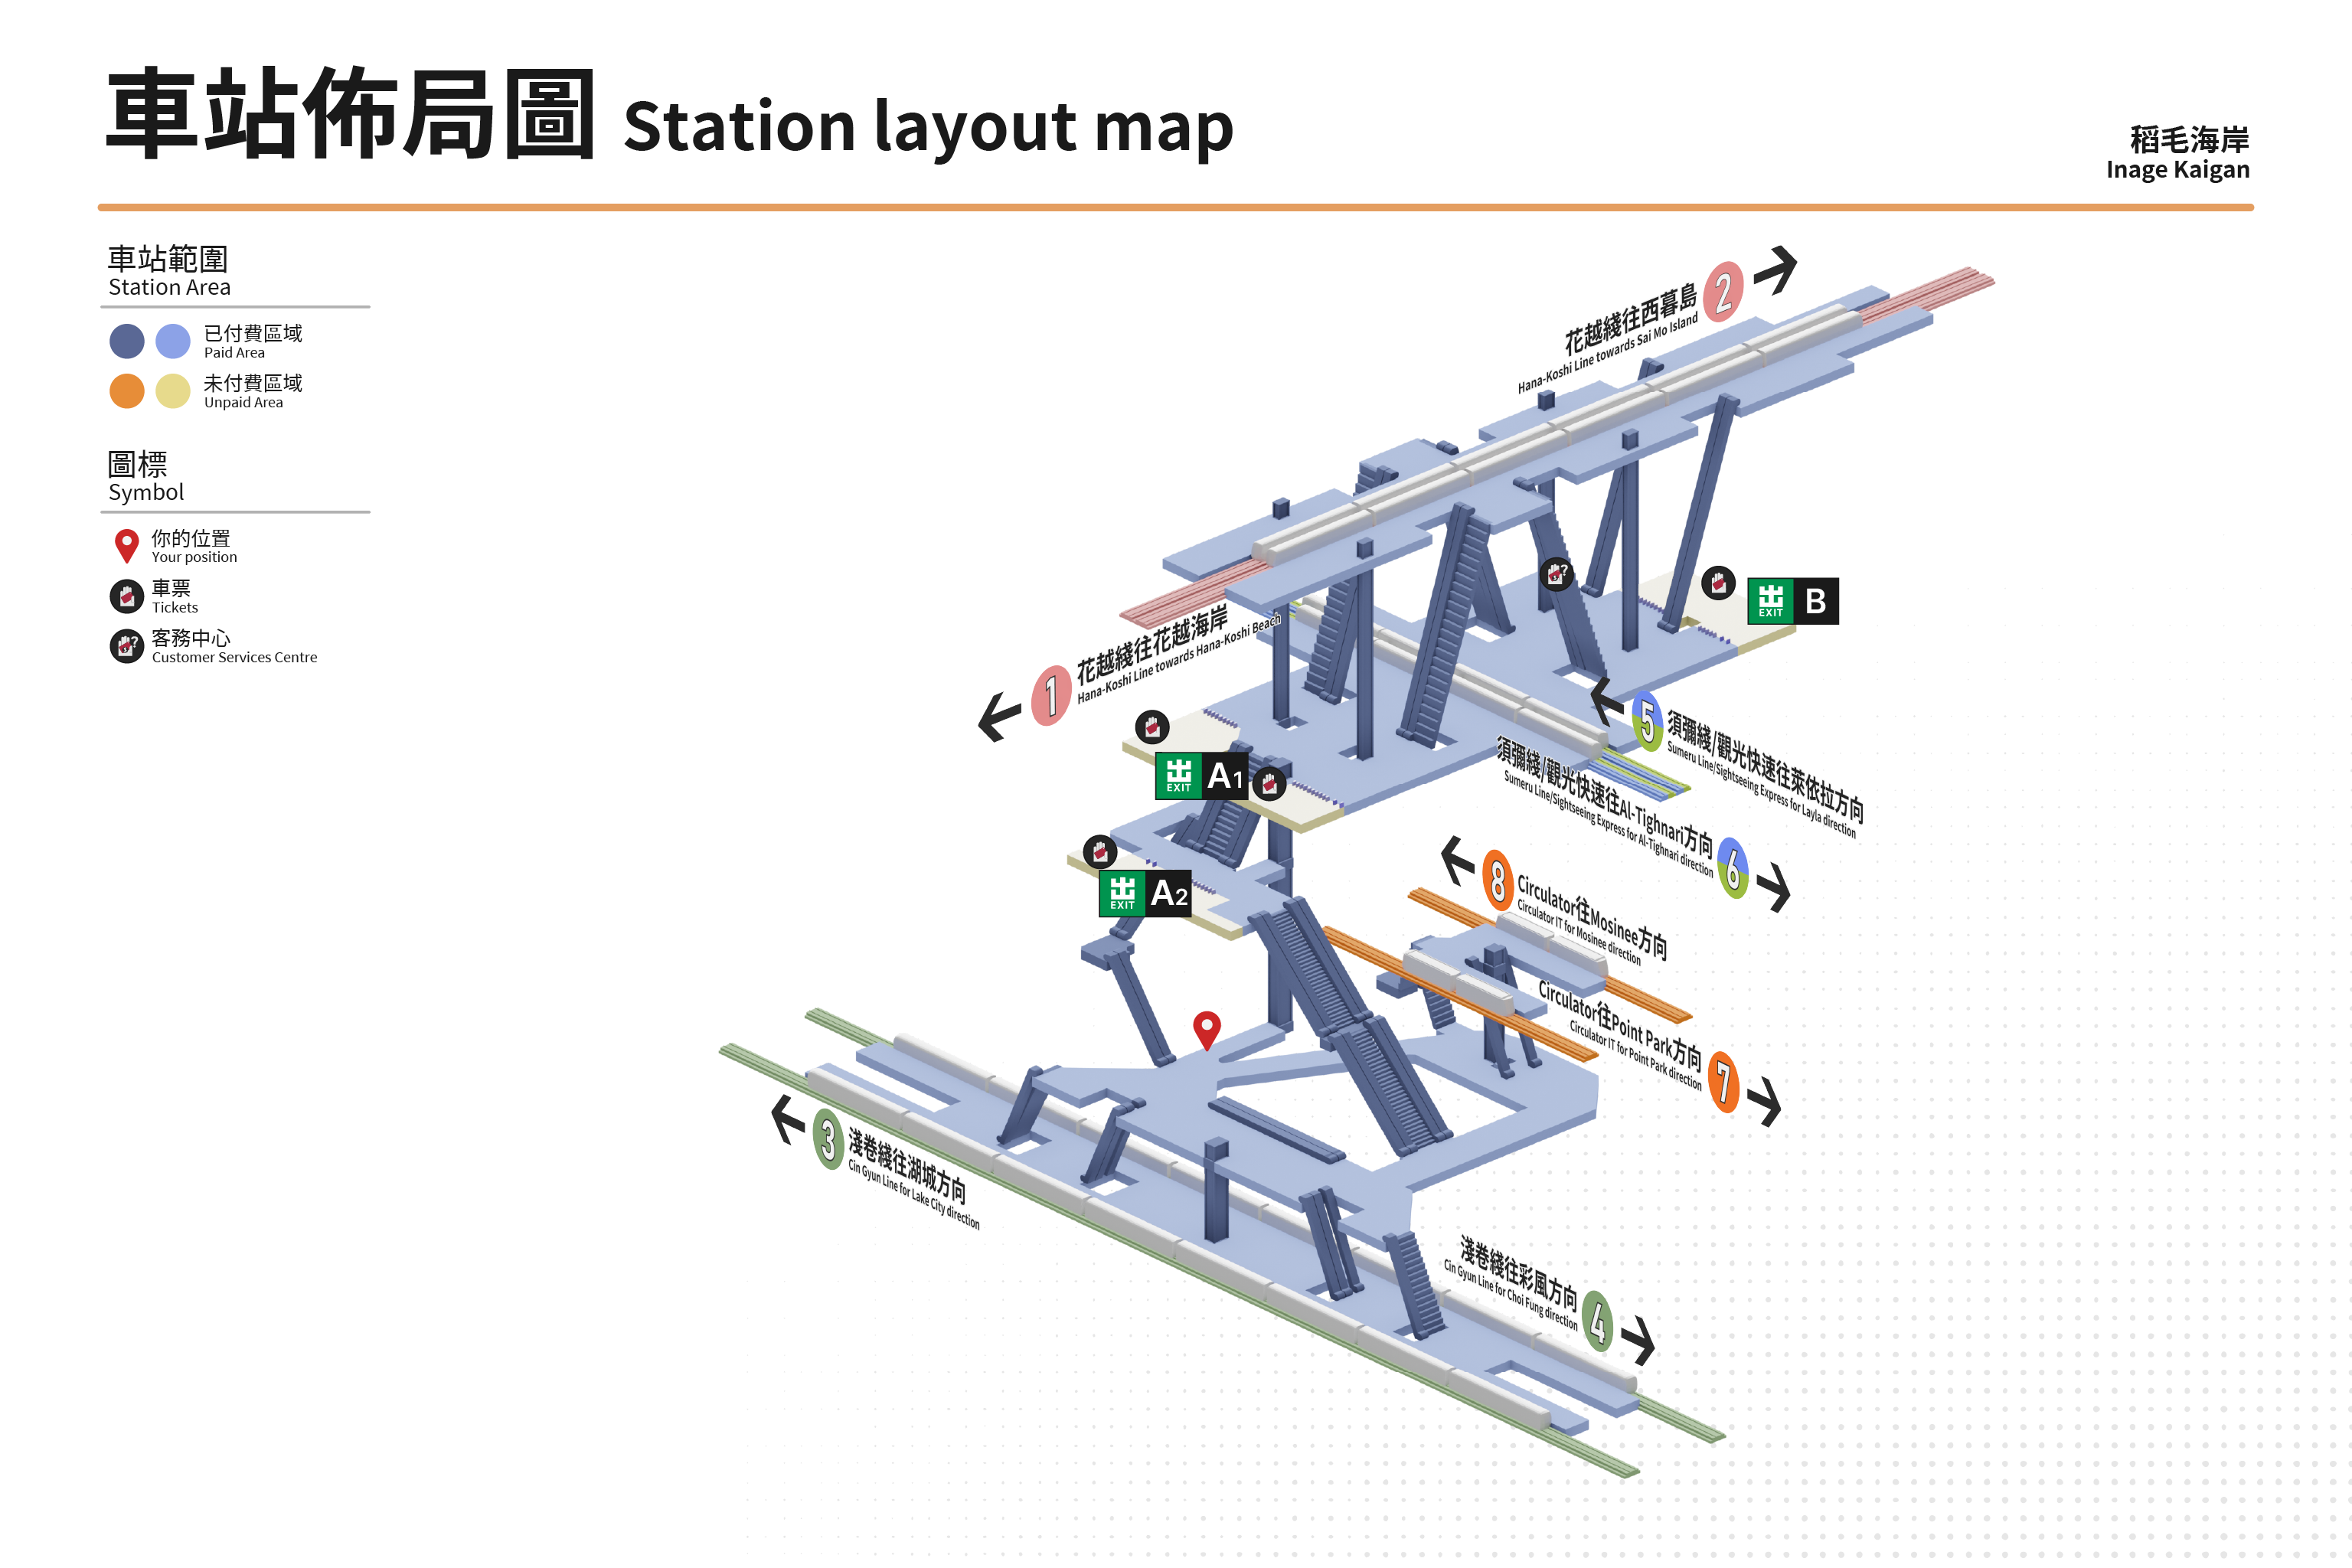 車站佈局圖 Station layout map
稻毛海岸
Inage Kaigan
車站範圍
Station Area
已付費區域
Paid Area
未付費區域
Unpaid Area
圖標
Symbol
你的位置
Your position
車票
Tickets
?
客務中心
Customer Services Centre
花越綫往西暮島
Hana-Koshi Line towards Sai Mo Island
2
?
出 EXIT B
1
花越綫往花越海岸
Hana-Koshi Line towards Hana-Koshi Beach
5
須彌綫/觀光快速往萊依拉方向
Sumeru Line/Sightseeing Express for Layla direction
須彌綫/觀光快速往Al-Tighnari方向
Sumeru Line/Sightseeing Express for Al-Tighnari direction
6
出 EXIT A1
出 EXIT A2
8
Circulator往Mosinee方向
Circulator IT for Mosinee direction
Circulator往Point Park方向
Circulator IT for Point Park direction
7
3
淺卷綫往湖城方向
Cin Gyun Line for Lake City direction
淺卷綫往彩風方向
Cin Gyun Line for Choi Fung direction
4